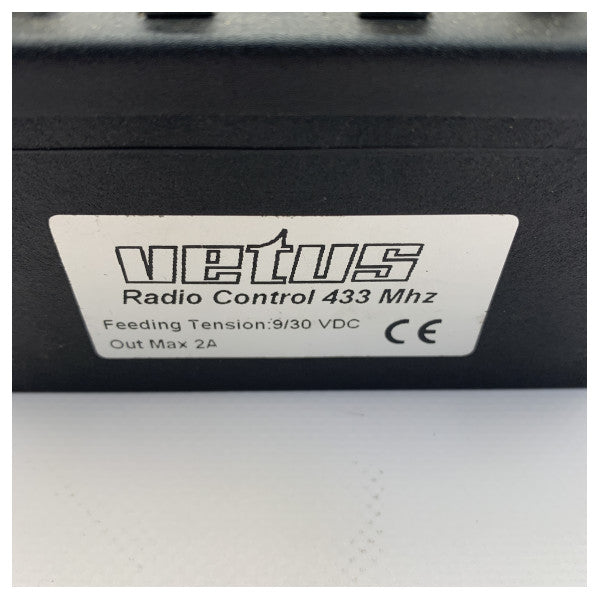 vetus
Radio Control 433 Mhz
Feeding Tension:9/30 VDC
Out Max 2A
CE